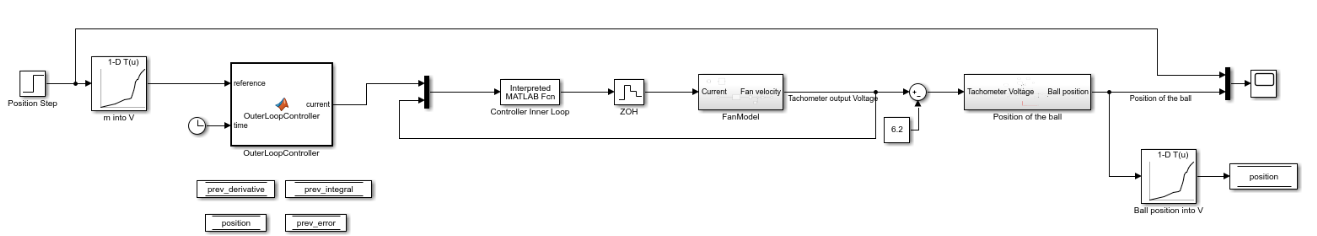 Position Step
1-D T(u)
m into V
reference
time
current
OuterLoopController
OuterLoopController
Interpreted
MATLAB Fcn
Controller Inner Loop
ZOH
Current
Fan velocity
FanModel
Tachometer output Voltage
6.2
Tachometer Voltage
Ball position
Position of the ball
Position of the ball
1-D T(u)
Ball position into V
position
prev_derivative
prev_integral
position
prev_error